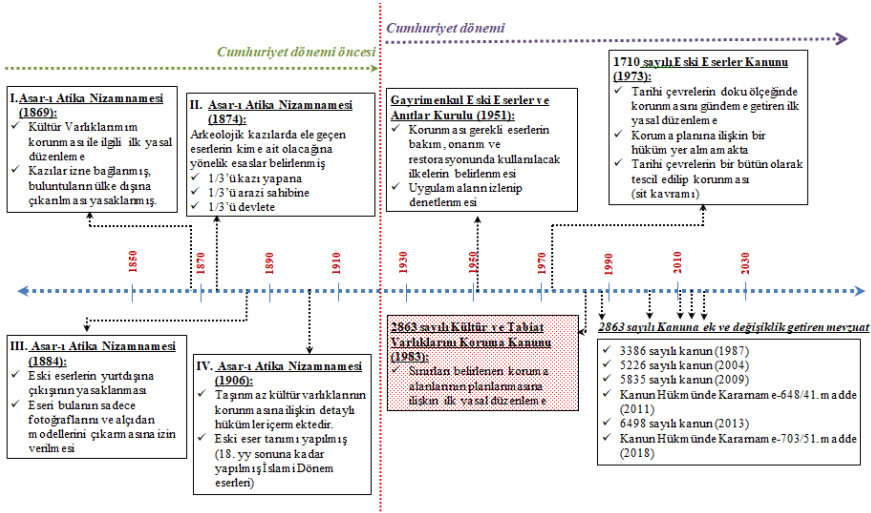 Cumhuriyet dönemi öncesi
Cumhuriyet dönemi
I. Asar-ı Atika Nizamnamesi
(1869):
✓ Kültür Varlıklarımım
korunması ile ilgili ilk yasal
düzenleme
✓ Kazılar izne bağlanmış,
buluntuların ülke dışına
çıkarılması yasaklanmış.
II. Asar-ı Atika Nizamnamesi
(1874):
Arkeolojik kazılarda ele geçen
eserlerin kime ait olacağına
yönelik esaslar belirlenmiş
✓ 1/3’ü kazı yapana
✓ 1/3’ü arazi sahibine
✓ 1/3’ü devlete
Gayrimenkul Eski Eserler ve
Anıtlar Kurulu (1951):
✓ Korunması gerekli eserlerin
bakım, onarım ve
restorasyonunda kullanılacak
ilkelerin belirlenmesi
✓ Uygulamaların izlenip
denetlenmesi
1710 sayılı Eski Eserler Kanunu
(1973):
✓ Tarihi çevrelerin doku ölçeğinde
korunmasını gündeme getiren ilk
yasal düzenleme
✓ Koruma planına ilişkin bir
hüküm yer almamakta
✓ Tarihi çevrelerin bir bütün olarak
tescil edilip korunması
(sit kavramı)
1850 1870 1890 1910 1930 1950 1970 1990 2010 2030
III. Asar-ı Atika Nizamnamesi
(1884):
✓ Eski eserlerin yurtdışına
çıkışının yasaklanması
✓ Eseri bulanın sadece
fotoğraflarını ve alçıdan
modellerini çıkarmasına izin
verilmesi
IV. Asar-ı Atika Nizamnamesi
(1906):
✓ Taşınmaz kültür varlıklarının
korunmasına ilişkin detaylı
hükümler içermektedir.
✓ Eski eser tanımı yapılmış
(18. yy sonuna kadar
yapılmış İslami Dönem
eserleri)
2863 sayılı Kültür ve Tabiat
Varlıklarını Koruma Kanunu
(1983):
✓ Sınırları belirlenen koruma
alanlarının planlanmasına
ilişkin ilk yasal düzenleme
2863 sayılı Kanuna ek ve değişiklik getiren mevzuat
✓ 3386 sayılı kanun (1987)
✓ 5226 sayılı kanun (2004)
✓ 5835 sayılı kanun (2009)
✓ Kanun Hükmünde Kararname-648/41. madde
(2011)
✓ 6498 sayılı kanun (2013)
✓ Kanun Hükmünde Kararname-703/51. madde
(2018)